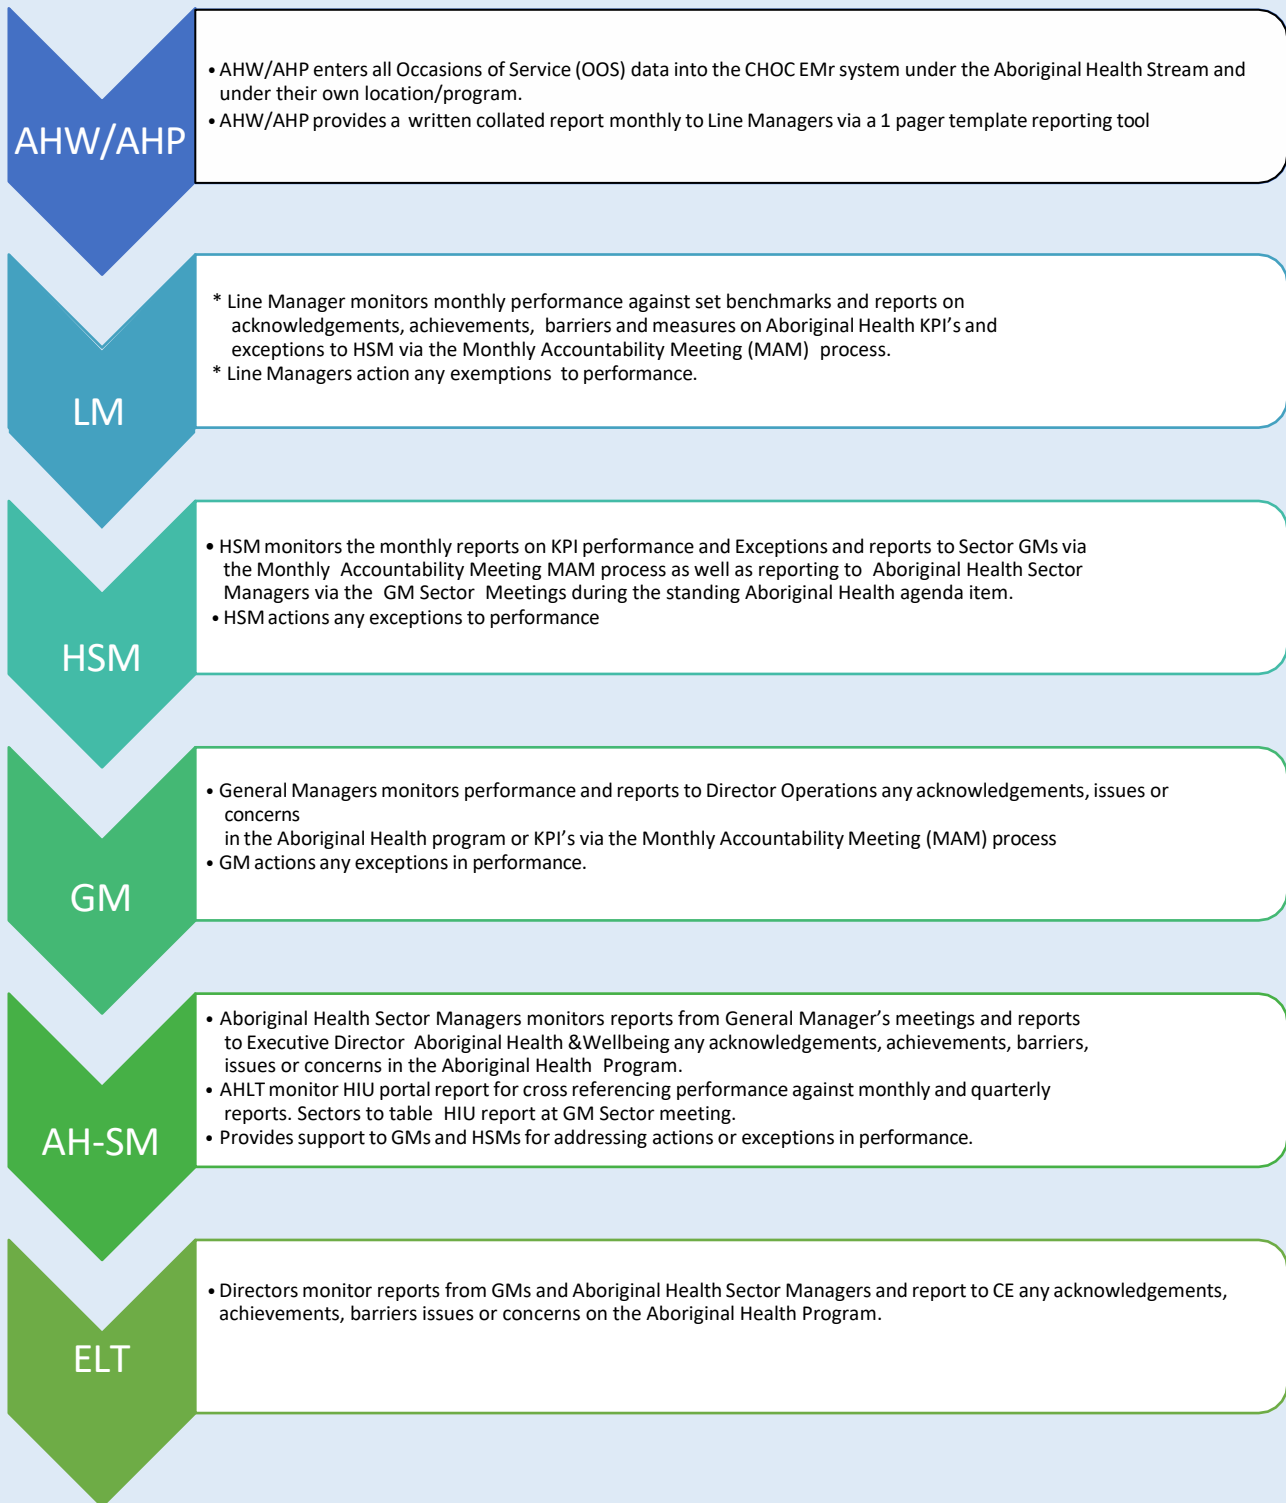 AHW/AHP
• AHW/AHP enters all Occasions of Service (OOS) data into the CHOC EMr system under the Aboriginal Health Stream and
under their own location/program.
• AHW/AHP provides a written collated report monthly to Line Managers via a 1 pager template reporting tool
LM
* Line Manager monitors monthly performance against set benchmarks and reports on
acknowledgements, achievements, barriers and measures on Aboriginal Health KPI's and
exceptions to HSM via the Monthly Accountability Meeting (MAM) process.
* Line Managers action any exemptions to performance.
HSM
• HSM monitors the monthly reports on KPI performance and Exceptions and reports to Sector GMs via
the Monthly Accountability Meeting MAM process as well as reporting to Aboriginal Health Sector
Managers via the GM Sector Meetings during the standing Aboriginal Health agenda item.
• HSM actions any exceptions to performance
GM
• General Managers monitors performance and reports to Director Operations any acknowledgements, issues or
concerns
in the Aboriginal Health program or KPI's via the Monthly Accountability Meeting (MAM) process
• GM actions any exceptions in performance.
AH-SM
• Aboriginal Health Sector Managers monitors reports from General Manager's meetings and reports
to Executive Director Aboriginal Health &Wellbeing any acknowledgements, achievements, barriers,
issues or concerns in the Aboriginal Health Program.
• AHLT monitor HIU portal report for cross referencing performance against monthly and quarterly
reports. Sectors to table HIU report at GM Sector meeting.
• Provides support to GMs and HSMs for addressing actions or exceptions in performance.
ELT
• Directors monitor reports from GMs and Aboriginal Health Sector Managers and report to CE any acknowledgements,
achievements, barriers issues or concerns on the Aboriginal Health Program.